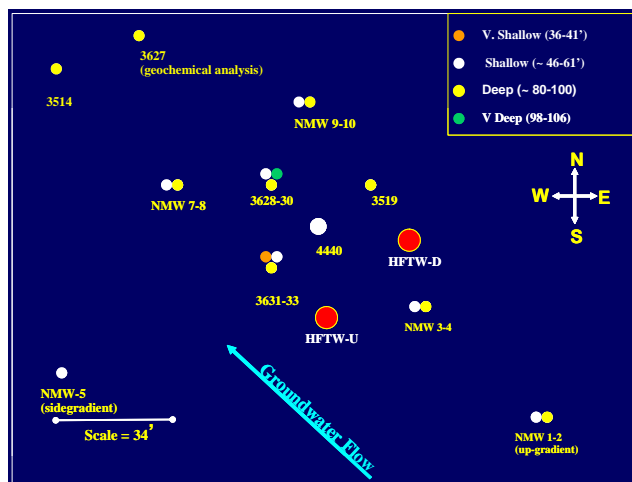 V. Shallow (36-41’)
Shallow (~ 46-61’)
Deep (~ 80-100)
V Deep (98-106)
3627
(geochemical analysis)
3514
NMW 9-10
N
W
E
S
NMW 7-8
3628-30
3519
4440
HFTW-D
3631-33
NMW 3-4
HFTW-U
NMW-5
(sidegradient)
Scale = 34’
Groundwater Flow
NMW 1-2
(up-gradient)